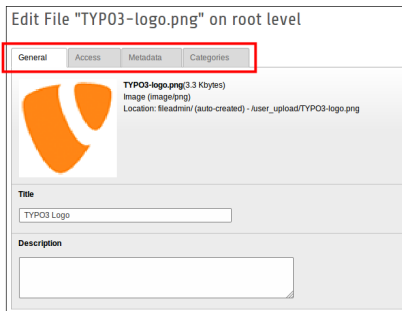 Edit File "TYPO3-logo.png" on root level
General Access Metadata Categories
TYPO3-logo.png(3.3 Kbytes)
Image (image/png)
Location: fileadmin/ (auto-created) - /user_upload/TYPO3-logo.png
Title
TYPO3 Logo
Description